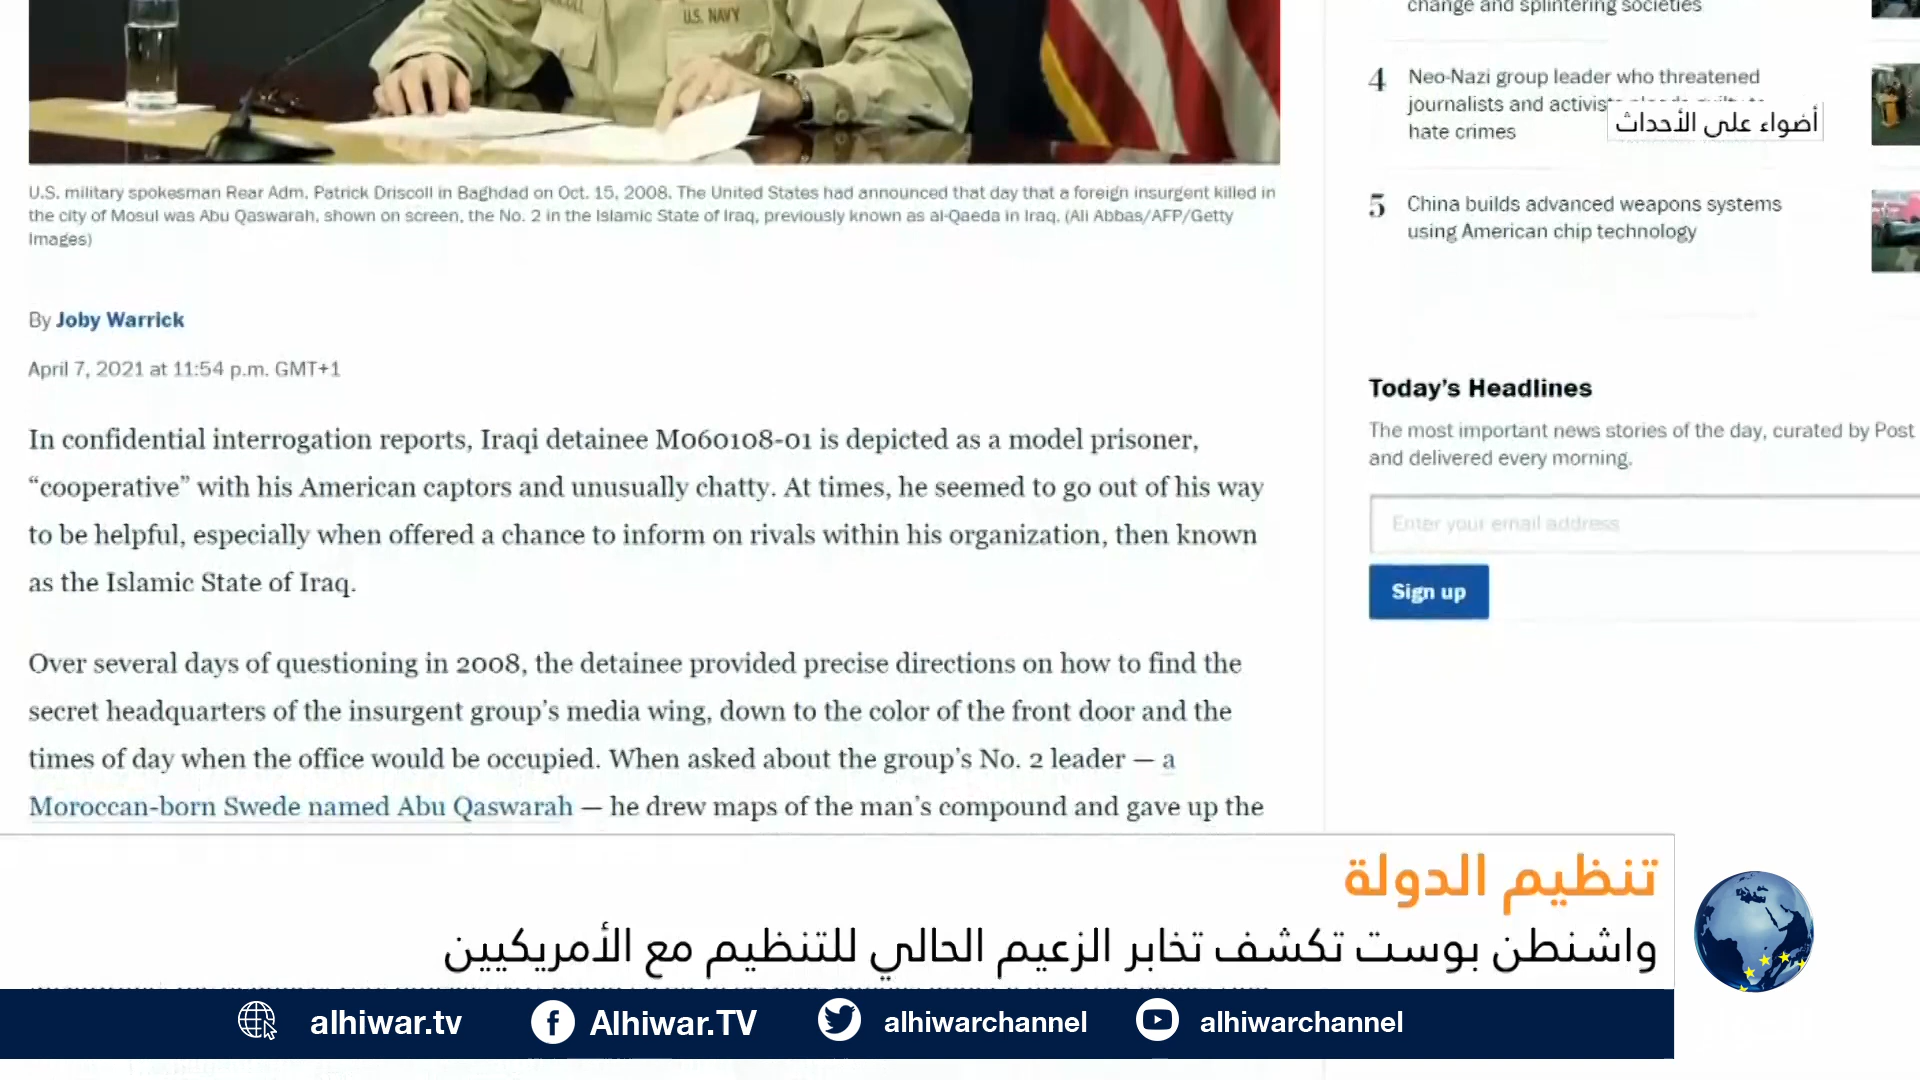 U.S. NAVY
U.S. military spokesman Rear Adm. Patrick Driscoll in Baghdad on Oct. 15, 2008. The United States had announced that day that a foreign insurgent killed in
the city of Mosul was Abu Qaswarah, shown on screen, the No. 2 in the Islamic State of Iraq, previously known as al-Qaeda in Iraq. (Ali Abbas/AFP/Getty
Images)
By Joby Warrick
April 7, 2021 at 11:54 p.m. GMT+1
In confidential interrogation reports, Iraqi detainee M060108-01 is depicted as a model prisoner,
“cooperative” with his American captors and unusually chatty. At times, he seemed to go out of his way
to be helpful, especially when offered a chance to inform on rivals within his organization, then known
as the Islamic State of Iraq.
Over several days of questioning in 2008, the detainee provided precise directions on how to find the
secret headquarters of the insurgent group’s media wing, down to the color of the front door and the
times of day when the office would be occupied. When asked about the group’s No. 2 leader — a
Moroccan-born Swede named Abu Qaswarah — he drew maps of the man’s compound and gave up the
change and splintering societies
4 Neo-Nazi group leader who threatened
journalists and activists
hate crimes
أضواء على الأحداث
5 China builds advanced weapons systems
using American chip technology
Today’s Headlines
The most important news stories of the day, curated by Post
and delivered every morning.
Enter your email address
Sign up
تنظيم الدولة
واشنطن بوست تكشف تخابر الزعيم الحالي للتنظيم مع الأمريكيين
alhiwar.tv Alhiwar.TV alhiwarchannel alhiwarchannel